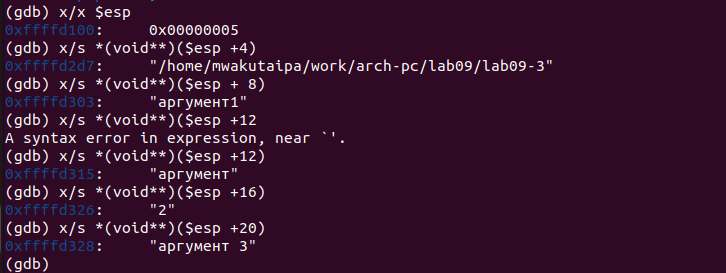 (gdb) x/x $esp
0xffffd100:     0x00000005
(gdb) x/s *(void**)($esp +4)
0xffffd2d7:     "/home/mwakutaipa/work/arch-pc/lab09/lab09-3"
(gdb) x/s *(void**)($esp + 8)
0xffffd303:     "аргумент1"
(gdb) x/s *(void**)($esp +12
A syntax error in expression, near `'.
(gdb) x/s *(void**)($esp +12)
0xffffd315:     "аргумент"
(gdb) x/s *(void**)($esp +16)
0xffffd326:     "2"
(gdb) x/s *(void**)($esp +20)
0xffffd328:     "аргумент 3"
(gdb)